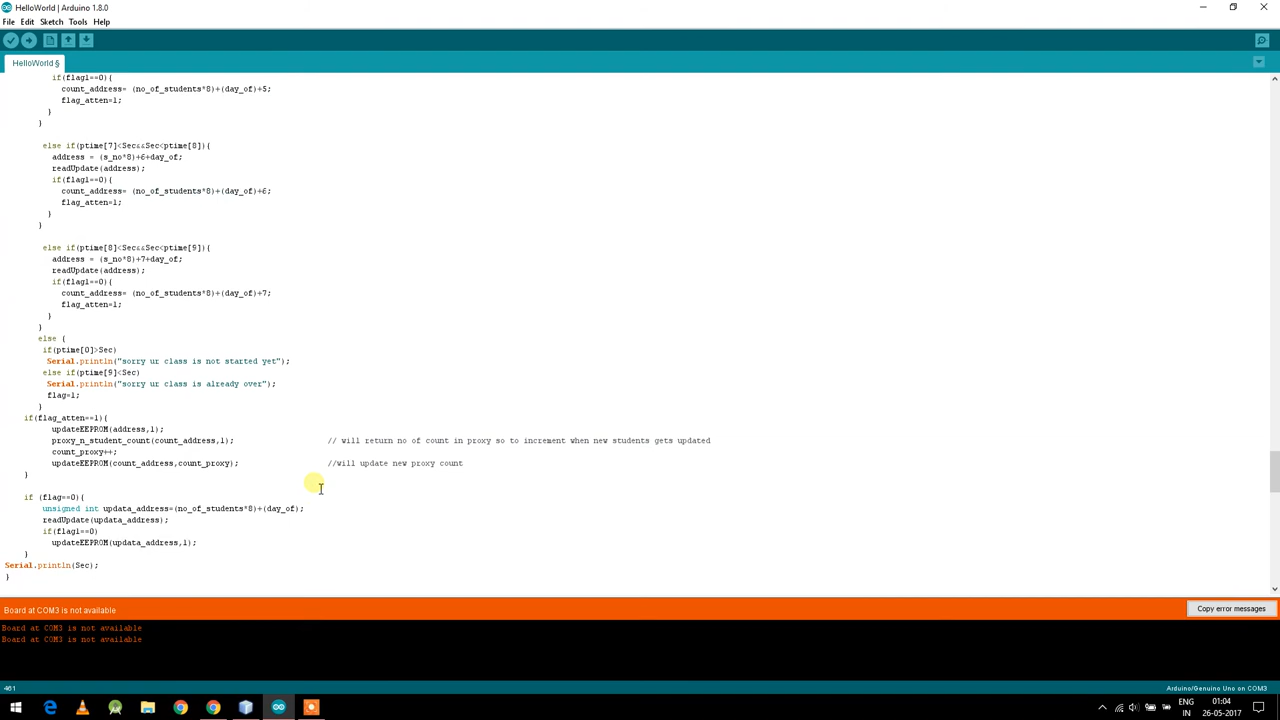 HelloWorld | Arduino 1.8.0
File Edit Sketch Tools Help
HelloWorld §
if(flag1==0){
count_address= (no_of_students*8)+(day_of)+5;
flag_atten=1;
}
}
else if(ptime[7]<Sec&&Sec<ptime[8]){
address = (s_no*8)+6+day_of;
readUpdate(address);
if(flag1==0){
count_address= (no_of_students*8)+(day_of)+6;
flag_atten=1;
}
}
else if(ptime[8]<Sec&&Sec<ptime[9]){
address = (s_no*8)+7+day_of;
readUpdate(address);
if(flag1==0){
count_address= (no_of_students*8)+(day_of)+7;
flag_atten=1;
}
}
else {
if(ptime[0]>Sec)
Serial.println("sorry ur class is not started yet");
else if(ptime[9]<Sec)
Serial.println("sorry ur class is already over");
flag=1;
}
if(flag_atten==1){
updateEEPROM(address,1);
proxy_n_student_count(count_address,1); // will return no of count in proxy so to increment when new students gets updated
count_proxy++;
updateEEPROM(count_address,count_proxy); //will update new proxy count
}
if (flag==0){
unsigned int updata_address=(no_of_students*8)+(day_of);
readUpdate(updata_address);
if(flag1==0)
updateEEPROM(updata_address,1);
}
Serial.println(Sec);
}
Board at COM3 is not available
Copy error messages
Board at COM3 is not available
Board at COM3 is not available
461
Arduino/Genuino Uno on COM3
ENG 01:04
IN 26-05-2017